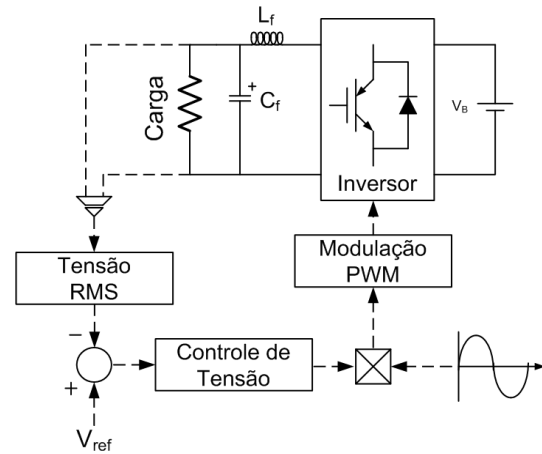 L_f
Carga
+
C_f
V_B
Inversor
Tensão
RMS
Modulação
PWM
−
+
Controle de
Tensão
V_ref